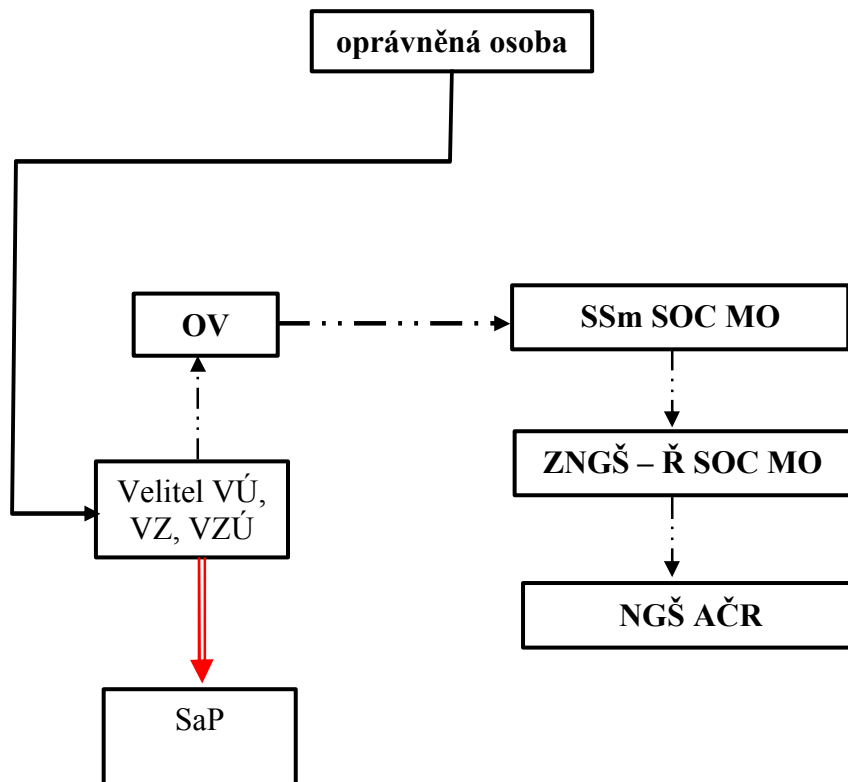 oprávněná osoba
OV
SSm SOC MO
ZNGŠ – Ř SOC MO
Velitel VÚ,
VZ, VZÚ
NGŠ AČR
SaP